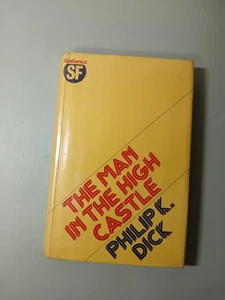 Gollancz
SF
THE MAN
IN THE HIGH
CASTLE
PHILIP K.
DICK